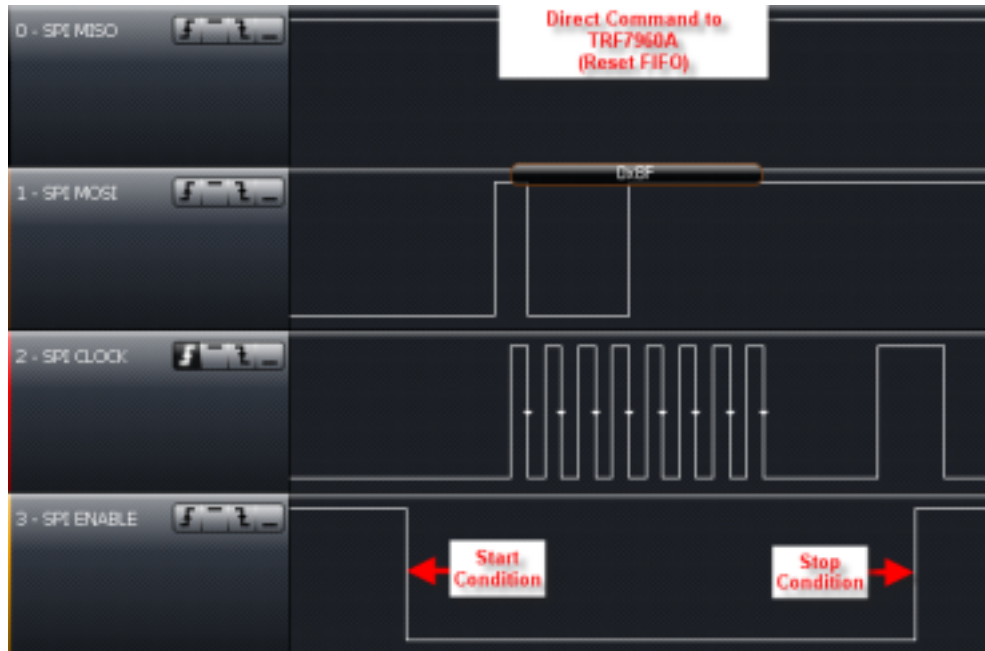 0 - SPI MISO
Direct Command to
TRF7960A
(Reset FIFO)
0x8F
1 - SPI MOSI
2 - SPI CLOCK
3 - SPI ENABLE
Start
Condition
Stop
Condition